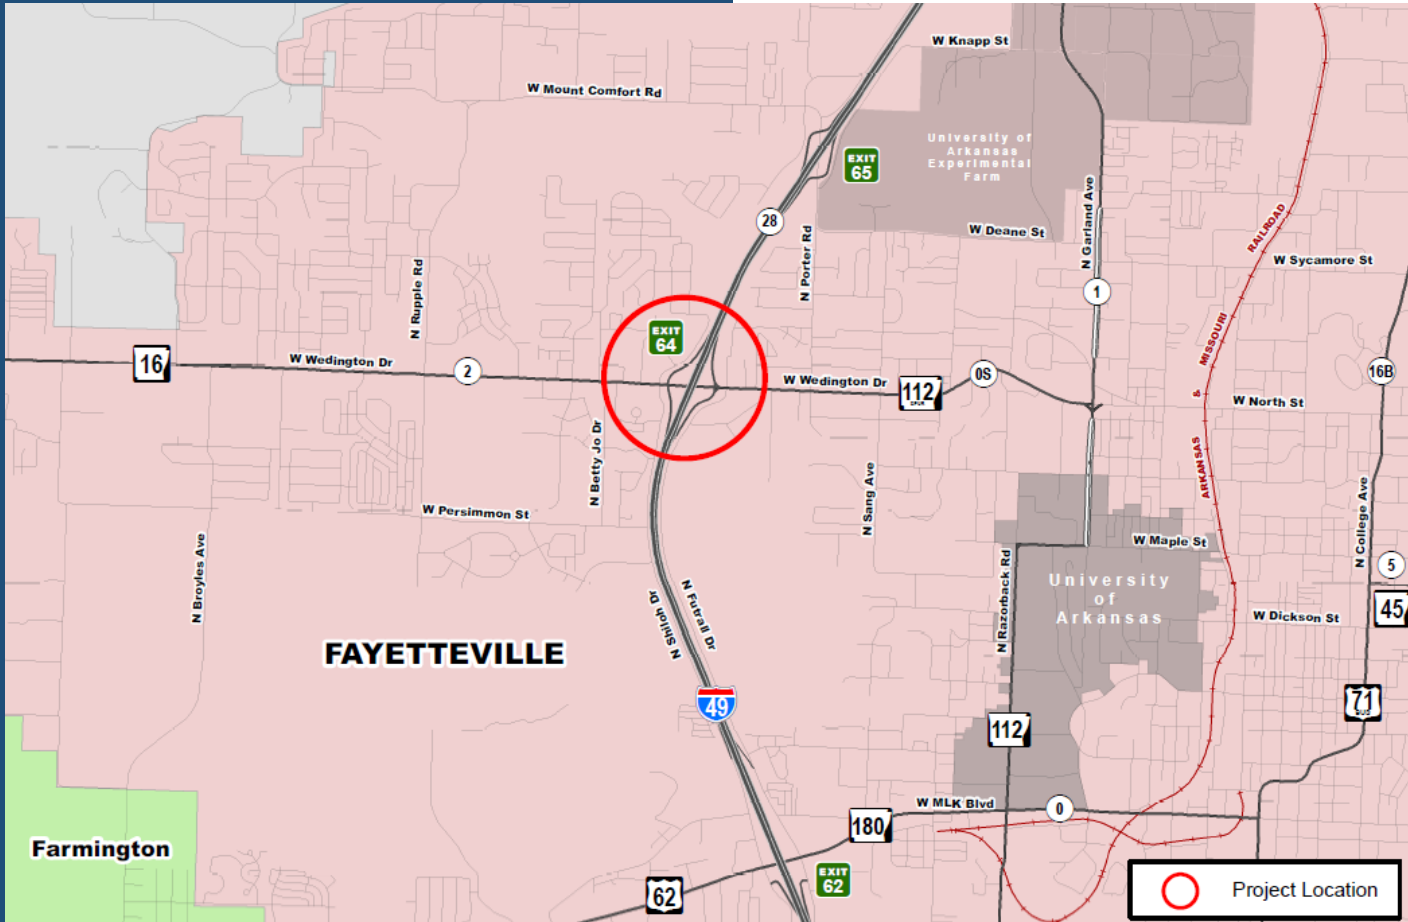 W Knapp St
W Mount Comfort Rd
University of
Arkansas
Experimental
Farm
EXIT
65
N Garland Ave
28
W Deane St
N Porter Rd
RAILROAD
W Sycamore St
N Rupple Rd
1
MISSOURI
EXIT
64
16
W Wedington Dr
2
W Wedington Dr
112
SPUR
0S
16B
&
W North St
ARKANSAS
N Betty Jo Dr
N Sang Ave
N College Ave
W Persimmon St
W Maple St
N Broyles Ave
N Razorback Rd
University
of
Arkansas
5
45
N Futrall Dr
N Shiloh Dr
W Dickson St
FAYETTEVILLE
49
71
BUS
112
W MLK Blvd
0
180
Farmington
EXIT
62
62
Project Location